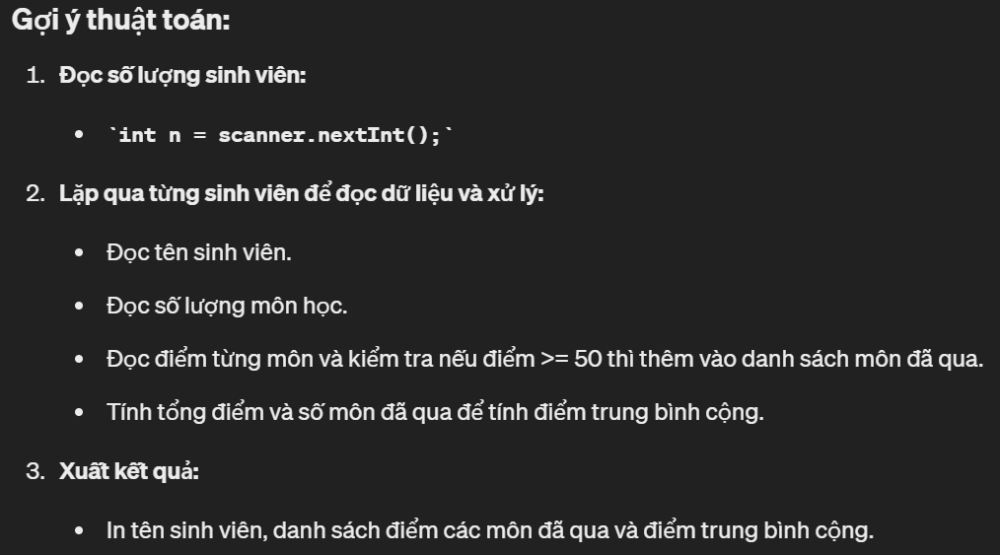 Gợi ý thuật toán:
1. Đọc số lượng sinh viên:
• `int n = scanner.nextInt();`
2. Lặp qua từng sinh viên để đọc dữ liệu và xử lý:
• Đọc tên sinh viên.
• Đọc số lượng môn học.
• Đọc điểm từng môn và kiểm tra nếu điểm >= 50 thì thêm vào danh sách môn đã qua.
• Tính tổng điểm và số môn đã qua để tính điểm trung bình cộng.
3. Xuất kết quả:
• In tên sinh viên, danh sách điểm các môn đã qua và điểm trung bình cộng.